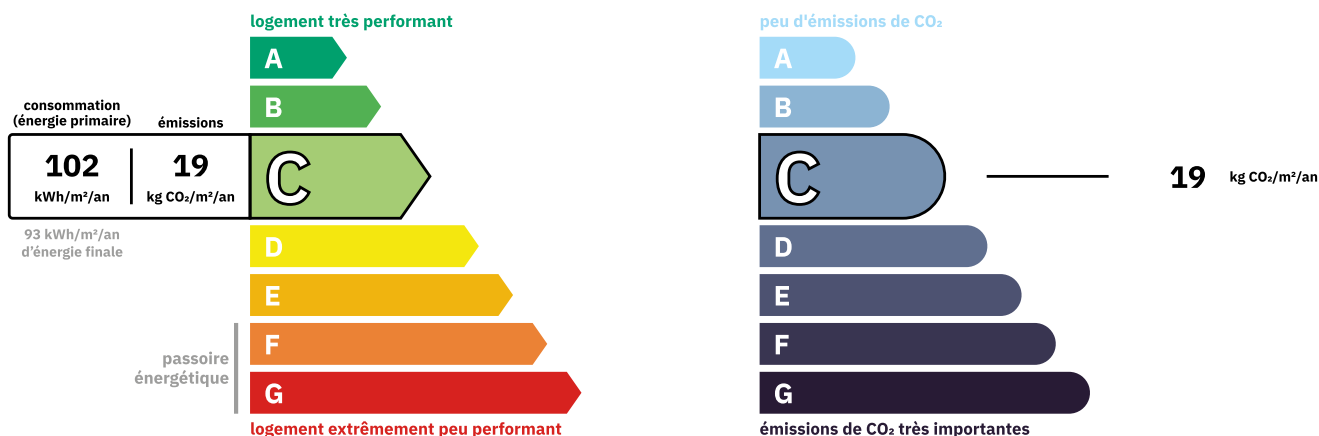 logement très performant
A
B
consommation
(énergie primaire)
émissions
102
kWh/m²/an
19
kg CO₂/m²/an
C
93 kWh/m²/an
d'énergie finale
D
E
F
passoire
énergétique
G
logement extrêmement peu performant
peu d'émissions de CO₂
A
B
C
19 kg CO₂/m²/an
D
E
F
G
émissions de CO₂ très importantes